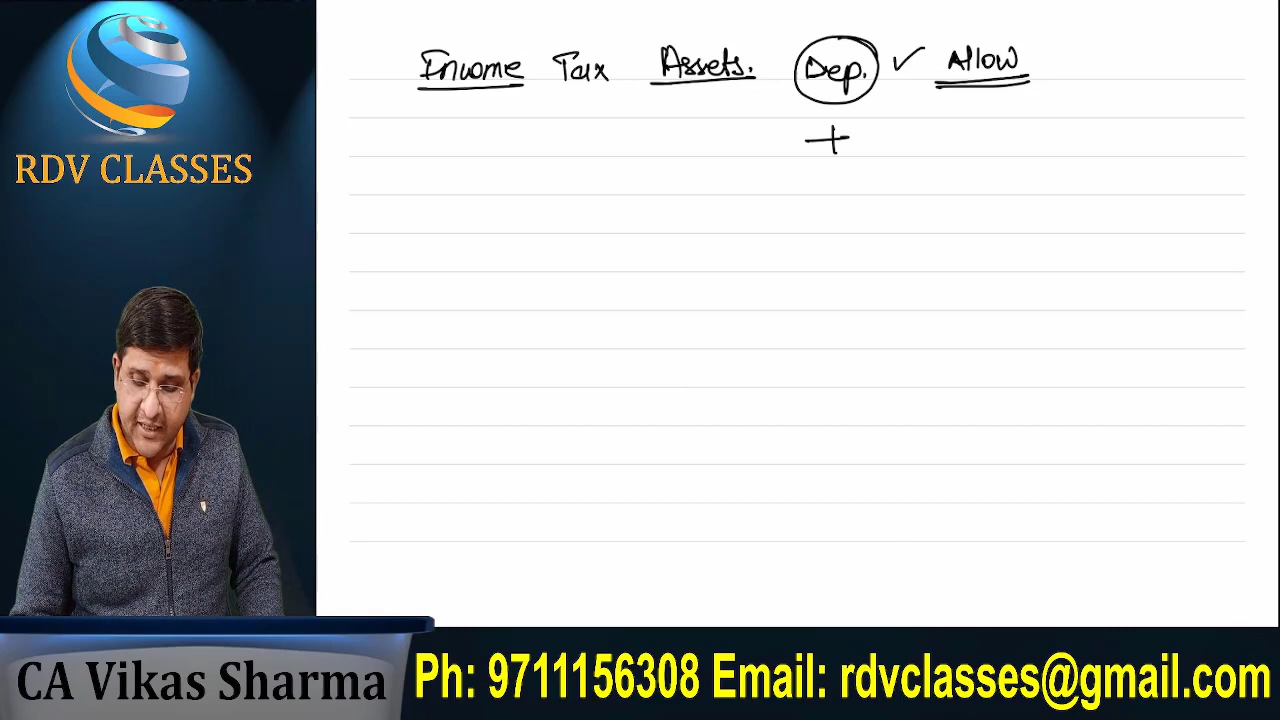 Income Tax Assets. Dep. ✓ Allow
+
RDV CLASSES
CA Vikas Sharma
Ph: 9711156308 Email: rdvclasses@gmail.com